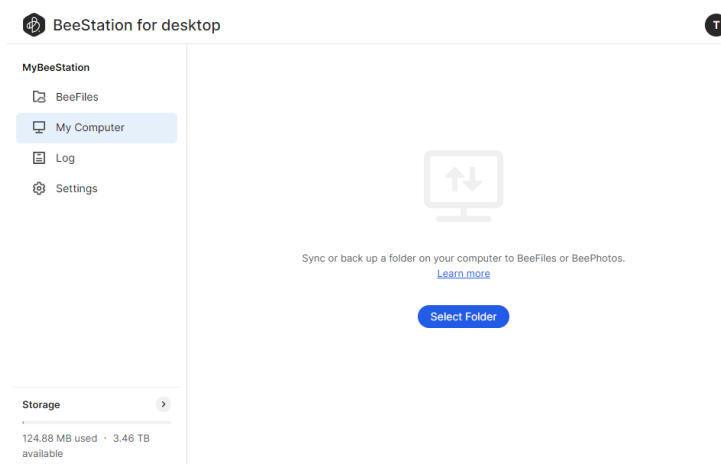 BeeStation for desktop
T
MyBeeStation
BeeFiles
My Computer
Log
Settings
Sync or back up a folder on your computer to BeeFiles or BeePhotos.
Learn more
Select Folder
Storage
124.88 MB used · 3.46 TB
available